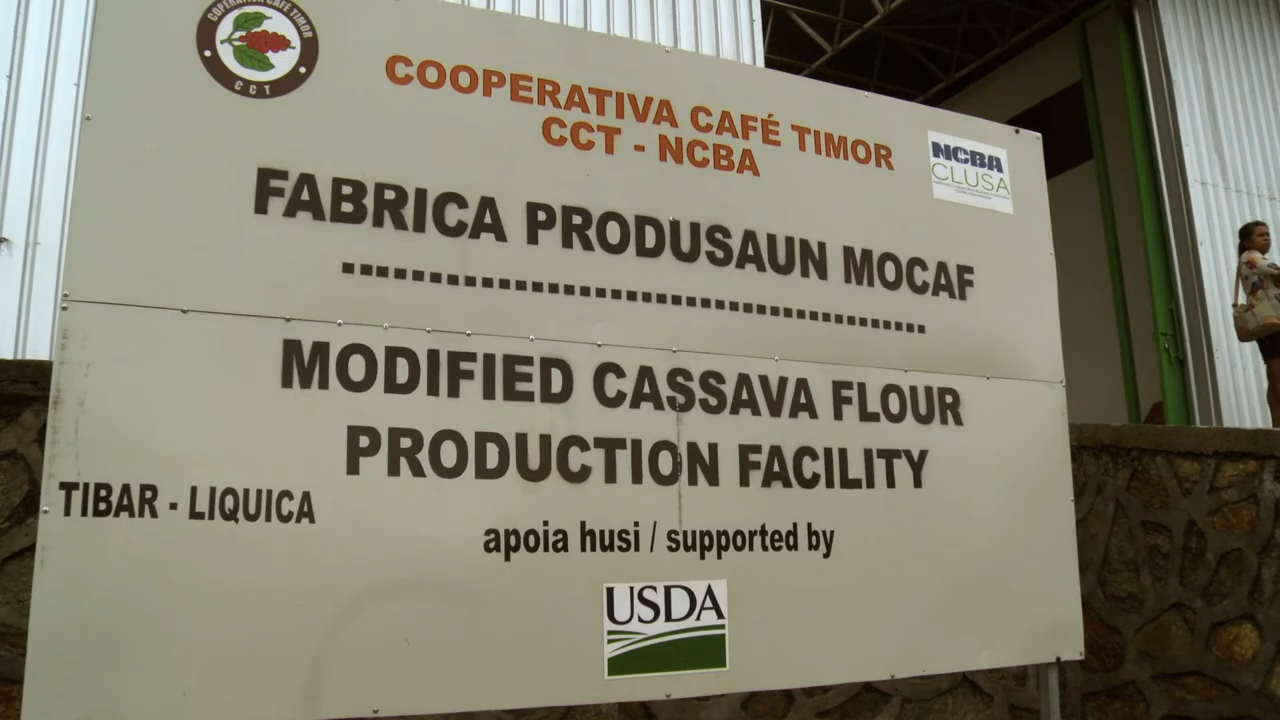 COPERATIVA CAFÉ TIMOR
CCT
COOPERATIVA CAFÉ TIMOR
CCT - NCBA
NCBA
CLUSA
FABRICA PRODUSAUN MOCAF
MODIFIED CASSAVA FLOUR
PRODUCTION FACILITY
TIBAR - LIQUICA
apoia husi / supported by
USDA